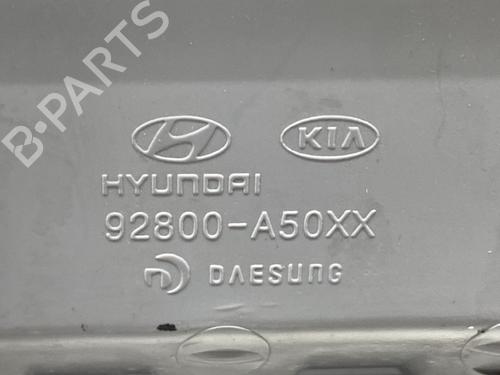 B-PARTS
KIA
HYUNDAI
92800-A50XX
DAESUNG